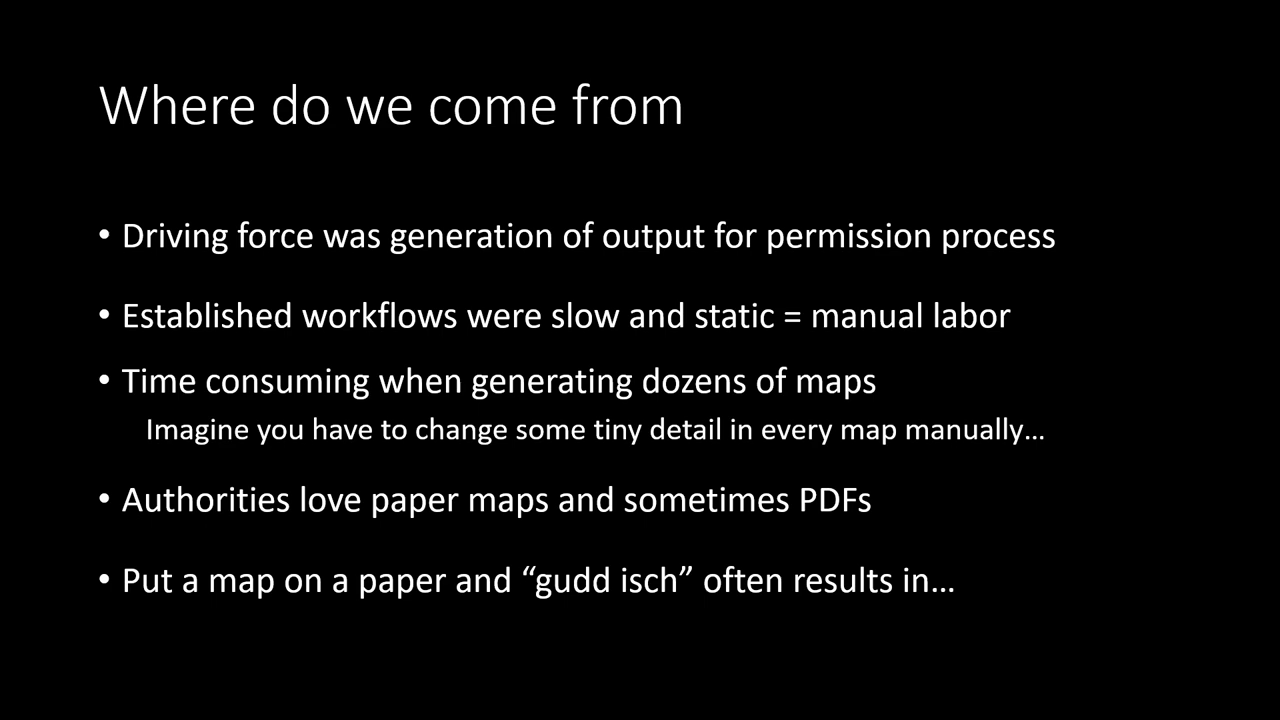 Where do we come from
• Driving force was generation of output for permission process
• Established workflows were slow and static = manual labor
• Time consuming when generating dozens of maps
Imagine you have to change some tiny detail in every map manually…
• Authorities love paper maps and sometimes PDFs
• Put a map on a paper and “gudd isch” often results in…